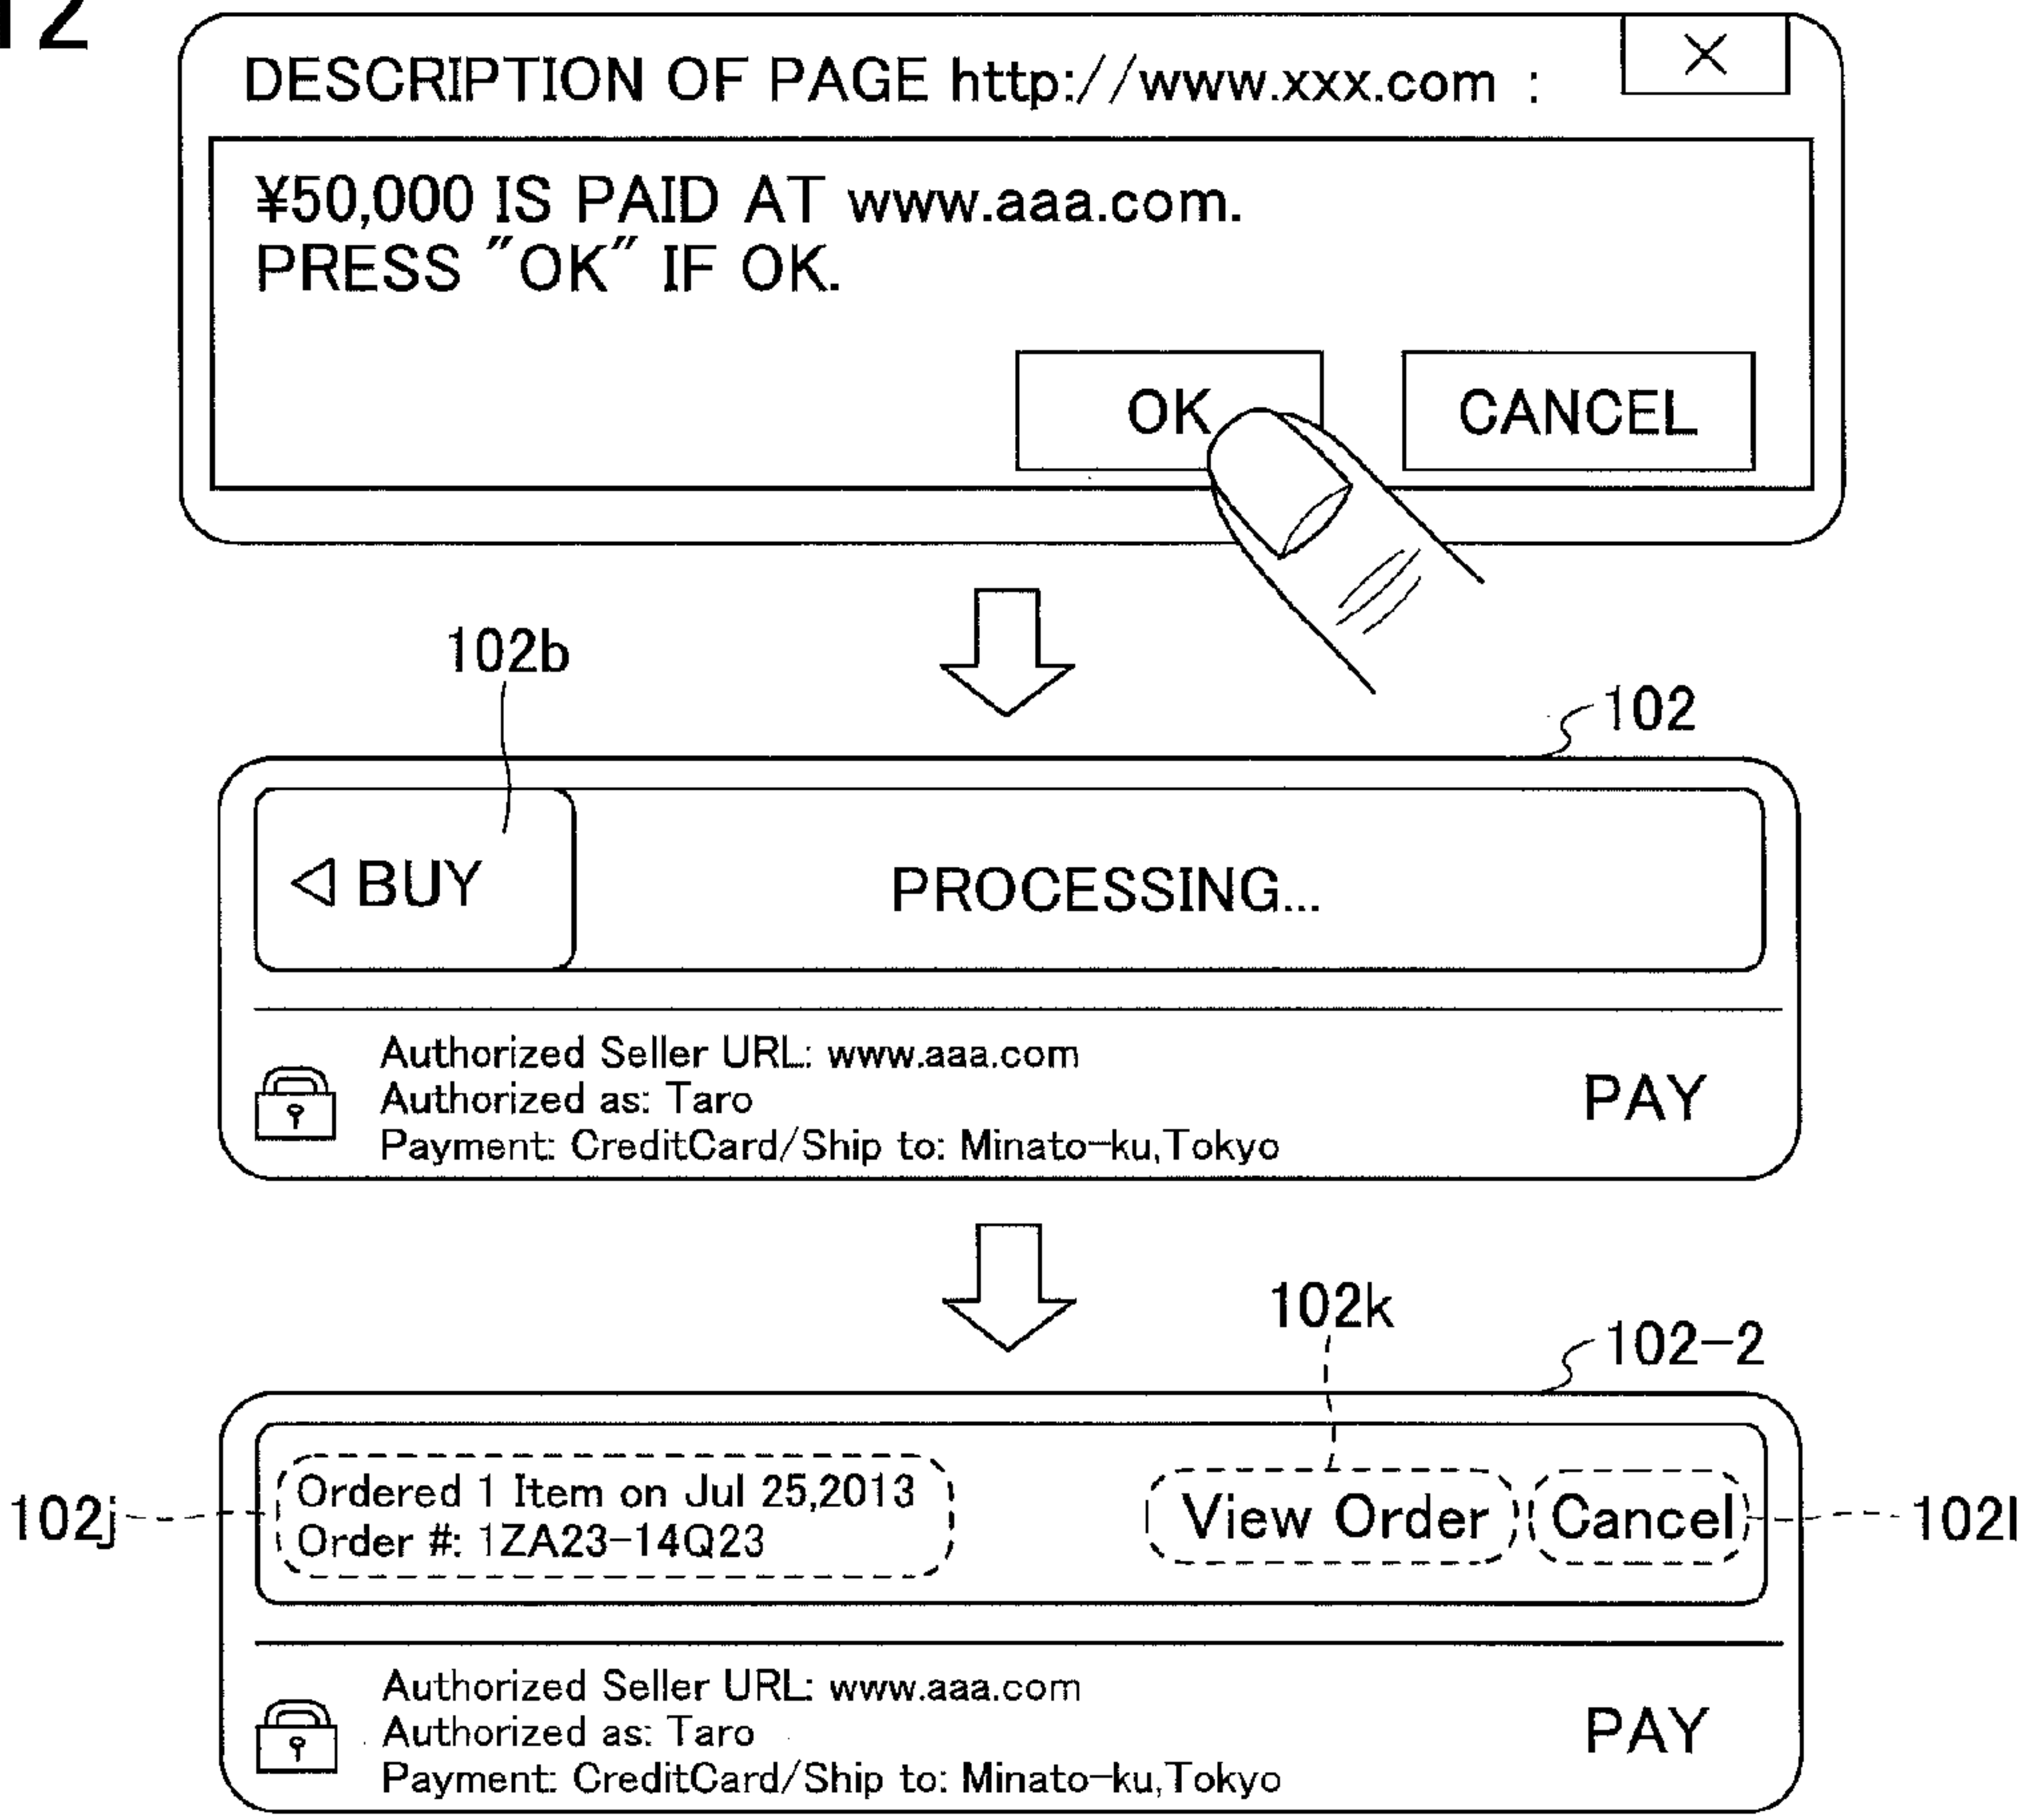 12
DESCRIPTION OF PAGE http://www.xxx.com :
¥50,000 IS PAID AT www.aaa.com.
PRESS "OK" IF OK.
OK
CANCEL
102b
102
BUY
PROCESSING...
Authorized Seller URL: www.aaa.com
Authorized as: Taro
Payment: CreditCard/Ship to: Minato-ku,Tokyo
PAY
102k
102-2
102j
Ordered 1 Item on Jul 25,2013
Order #: 1ZA23-14Q23
View Order
Cancel
102l
Authorized Seller URL: www.aaa.com
Authorized as: Taro
Payment: CreditCard/Ship to: Minato-ku,Tokyo
PAY